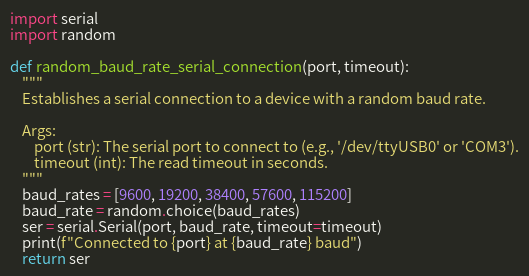 import serial
import random

def random_baud_rate_serial_connection(port, timeout):
    """
    Establishes a serial connection to a device with a random baud rate.

    Args:
        port (str): The serial port to connect to (e.g., '/dev/ttyUSB0' or 'COM3').
        timeout (int): The read timeout in seconds.
    """
    baud_rates = [9600, 19200, 38400, 57600, 115200]
    baud_rate = random.choice(baud_rates)
    ser = serial.Serial(port, baud_rate, timeout=timeout)
    print(f"Connected to {port} at {baud_rate} baud")
    return ser